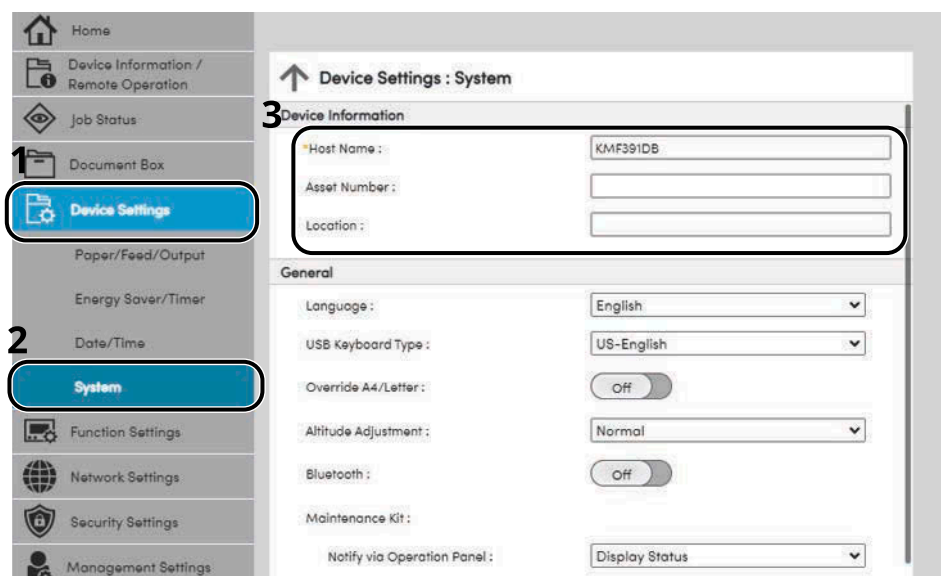 Home
Device Information /
Remote Operation
Job Status
1
Document Box
Device Settings
Paper/Feed/Output
Energy Saver/Timer
2
Date/Time
System
Function Settings
Network Settings
Security Settings
Management Settings
Device Settings : System
3
Device Information
*Host Name : KMF391DB
Asset Number :
Location :
General
Language : English
USB Keyboard Type : US-English
Override A4/Letter : Off
Altitude Adjustment : Normal
Bluetooth : Off
Maintenance Kit :
Notify via Operation Panel : Display Status